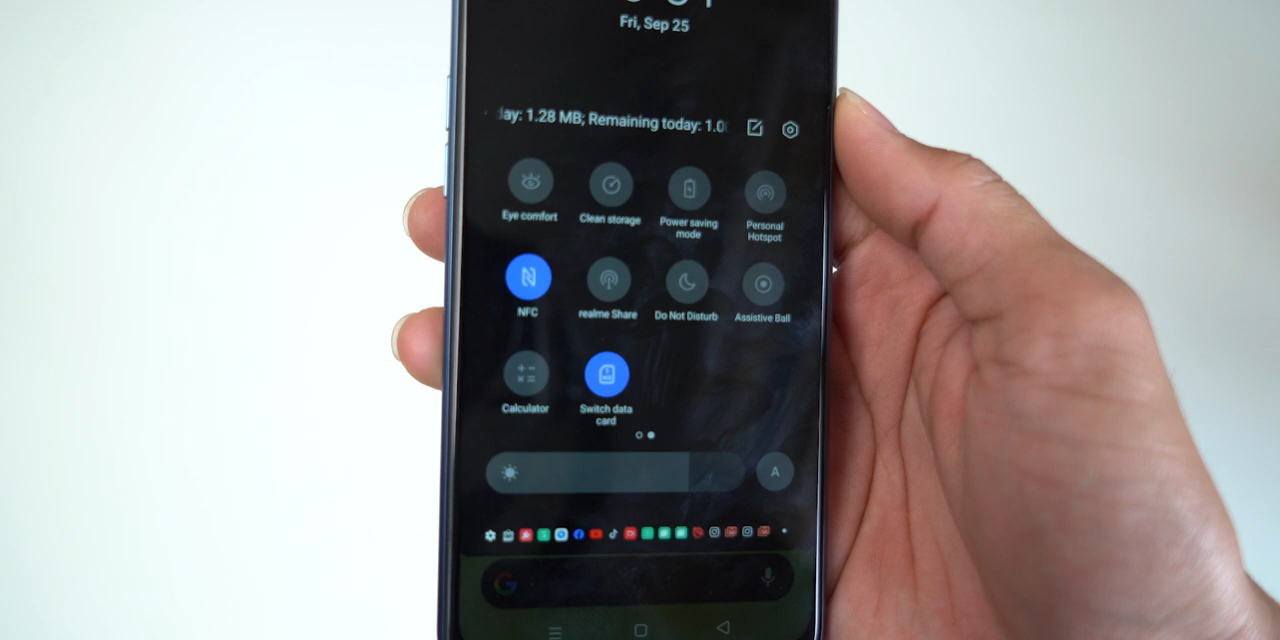 Fri, Sep 25
ay: 1.28 MB; Remaining today: 1.0
Eye comfort
Clean storage
Power saving
mode
Personal
Hotspot
NFC
realme Share
Do Not Disturb
Assistive Ball
Calculator
Switch data
card
A
G